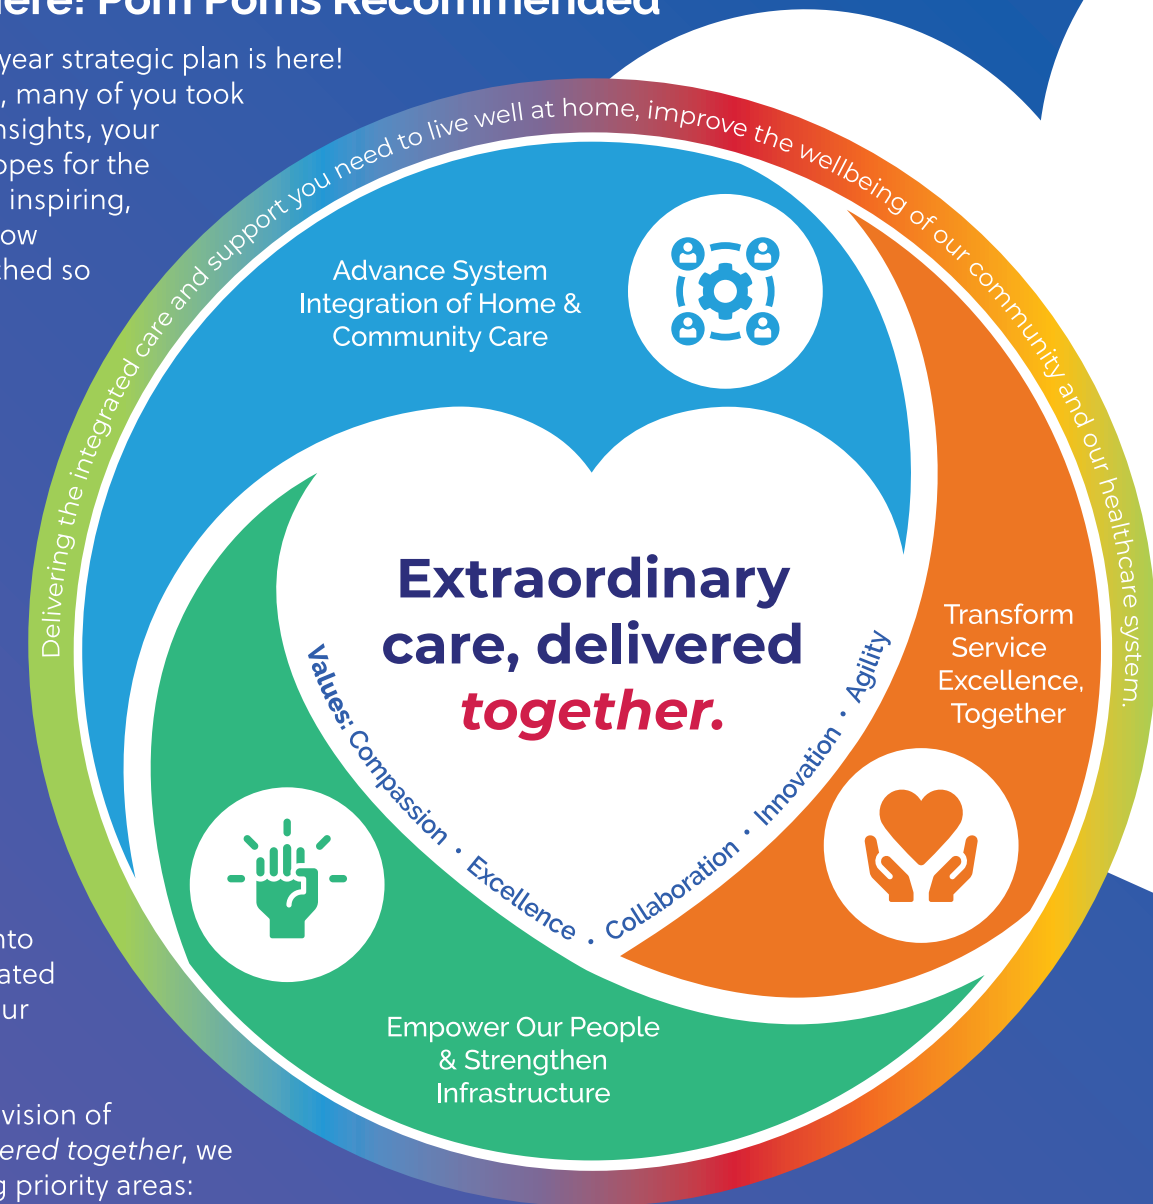 Pom Poms Recommended
year strategic plan is here!
, many of you took
nsights, your
opes for the
inspiring,
ow
hed so
nto
ated
ur
vision of
ered together, we
g priority areas:
Delivering the integrated care and support you need to live well at home, improve the wellbeing of our community and our healthcare system.
Advance System
Integration of Home &
Community Care
Transform
Service
Excellence,
Together
Empower Our People
& Strengthen
Infrastructure
Extraordinary
care, delivered
together.
Values: Compassion • Excellence • Collaboration • Innovation • Agility